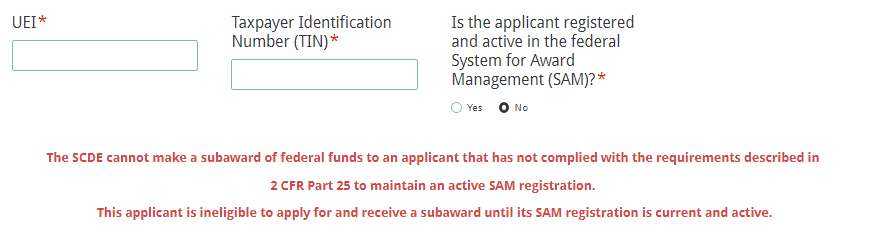 UEI*
Taxpayer Identification
Number (TIN)*
Is the applicant registered
and active in the federal
System for Award
Management (SAM)?*
Yes No
The SCDE cannot make a subaward of federal funds to an applicant that has not complied with the requirements described in
2 CFR Part 25 to maintain an active SAM registration.
This applicant is ineligible to apply for and receive a subaward until its SAM registration is current and active.